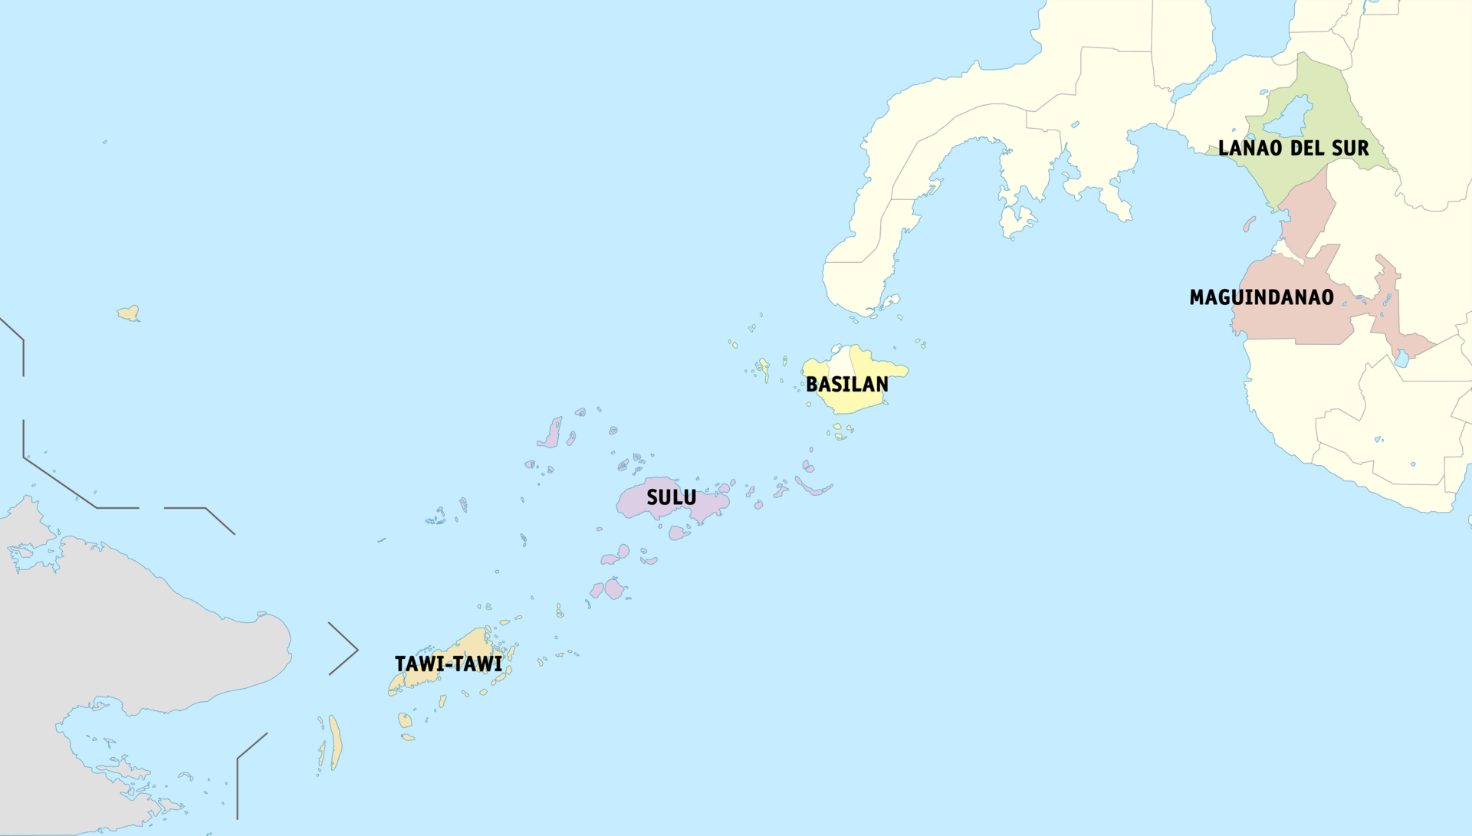 LANAO DEL SUR
MAGUINDANAO
BASILAN
SULU
TAWI-TAWI